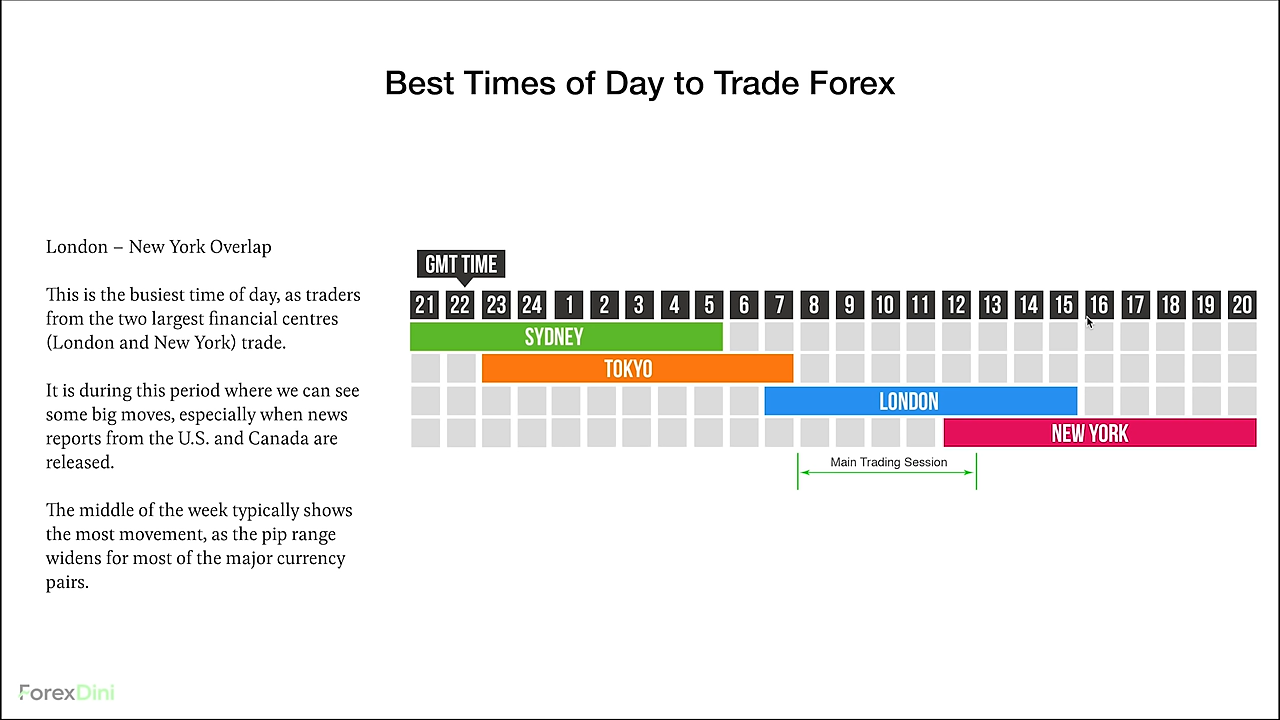 Best Times of Day to Trade Forex
London – New York Overlap
This is the busiest time of day, as traders
from the two largest financial centres
(London and New York) trade.
It is during this period where we can see
some big moves, especially when news
reports from the U.S. and Canada are
released.
The middle of the week typically shows
the most movement, as the pip range
widens for most of the major currency
pairs.
GMT TIME
21 22 23 24 1 2 3 4 5 6 7 8 9 10 11 12 13 14 15 16 17 18 19 20
SYDNEY
TOKYO
LONDON
NEW YORK
Main Trading Session
ForexDini